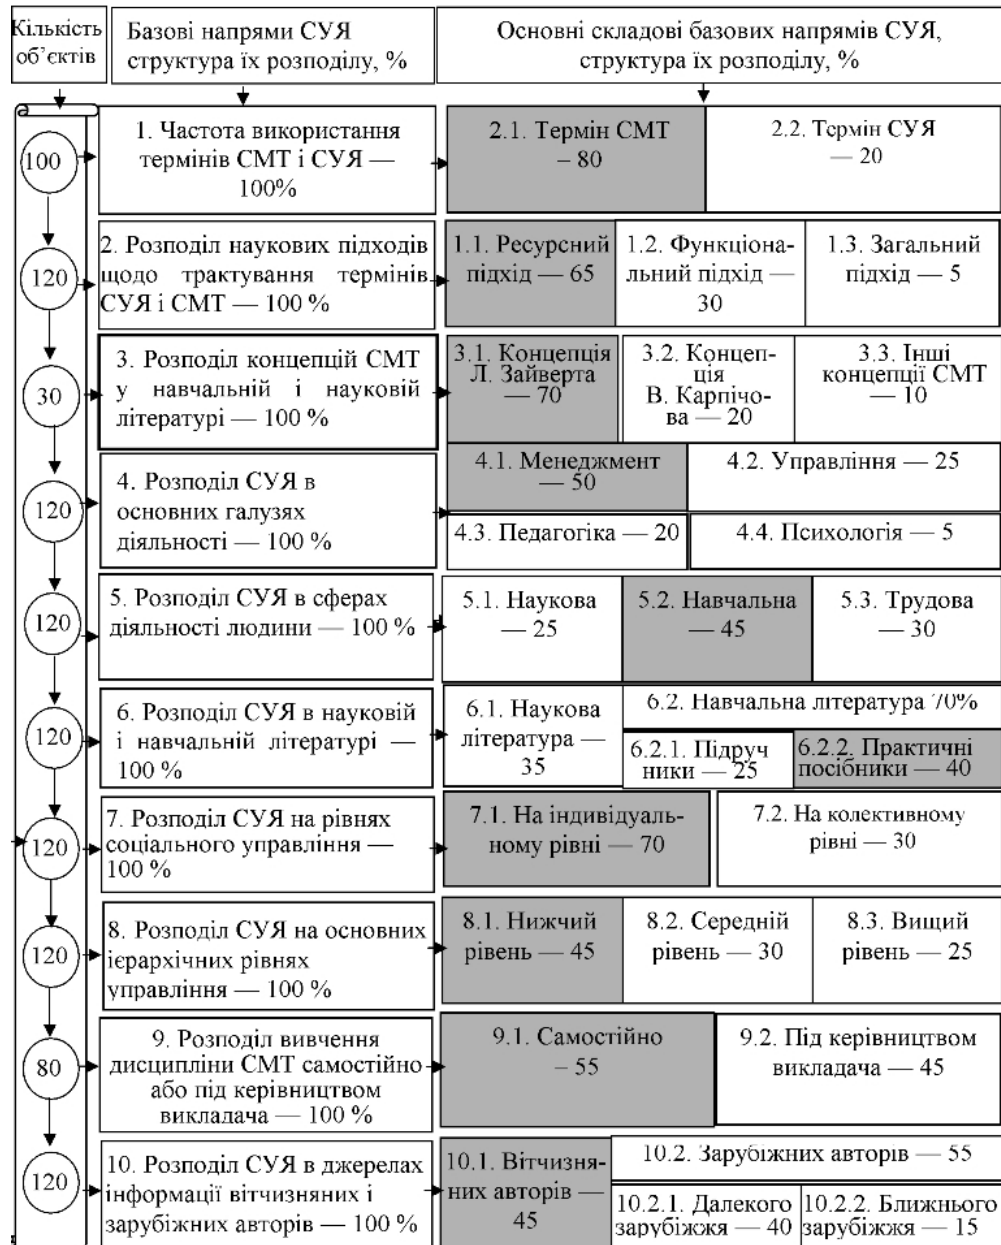 Кількість
об’єктів
Базові напрями СУЯ
структура їх розподілу, %
Основні складові базових напрямів СУЯ,
структура їх розподілу, %
100
1. Частота використання
термінів СМТ і СУЯ —
100%
2.1. Термін СМТ
– 80
2.2. Термін СУЯ
— 20
120
2. Розподіл наукових підходів
щодо трактування термінів
СУЯ і СМТ — 100 %
1.1. Ресурсний
підхід — 65
1.2. Функціона-
льний підхід —
30
1.3. Загальний
підхід — 5
30
3. Розподіл концепцій СМТ
у навчальній і науковій
літературі — 100 %
3.1. Концепція
Л. Зайверта
— 70
3.2. Концеп-
ція
В. Карпічо-
ва — 20
3.3. Інші
концепції СМТ
— 10
120
4. Розподіл СУЯ в
основних галузях
діяльності — 100 %
4.1. Менеджмент
— 50
4.2. Управління — 25
4.3. Педагогіка — 20
4.4. Психологія — 5
120
5. Розподіл СУЯ в сферах
діяльності людини — 100 %
5.1. Наукова
— 25
5.2. Навчальна
— 45
5.3. Трудова
— 30
120
6. Розподіл СУЯ в науковій
і навчальній літературі —
100 %
6.1. Наукова
література —
35
6.2. Навчальна література 70%
6.2.1. Підруч
ники — 25
6.2.2. Практичні
посібники — 40
120
7. Розподіл СУЯ на рівнях
соціального управління —
100 %
7.1. На індивідуаль-
ному рівні — 70
7.2. На колективному
рівні — 30
120
8. Розподіл СУЯ на основних
ієрархічних рівнях
управління — 100 %
8.1. Нижчий
рівень — 45
8.2. Середній
рівень — 30
8.3. Вищий
рівень — 25
80
9. Розподіл вивчення
дисципліни СМТ самостійно
або під керівництвом
викладача — 100 %
9.1. Самостійно
– 55
9.2. Під керівництвом
викладача — 45
120
10. Розподіл СУЯ в джерелах
інформації вітчизняних і
зарубіжних авторів — 100 %
10.1. Вітчизня-
них авторів —
45
10.2. Зарубіжних авторів — 55
10.2.1. Далекого
зарубіжжя — 40
10.2.2. Ближнього
зарубіжжя — 15